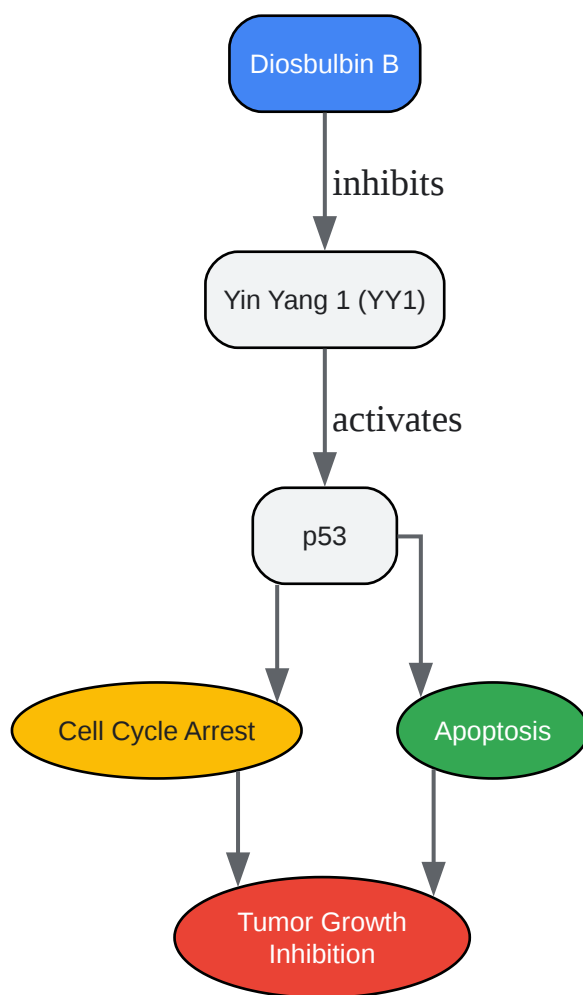 Diosbulbin B
inhibits
Yin Yang 1 (YY1)
activates
p53
Cell Cycle Arrest
Apoptosis
Tumor Growth
Inhibition